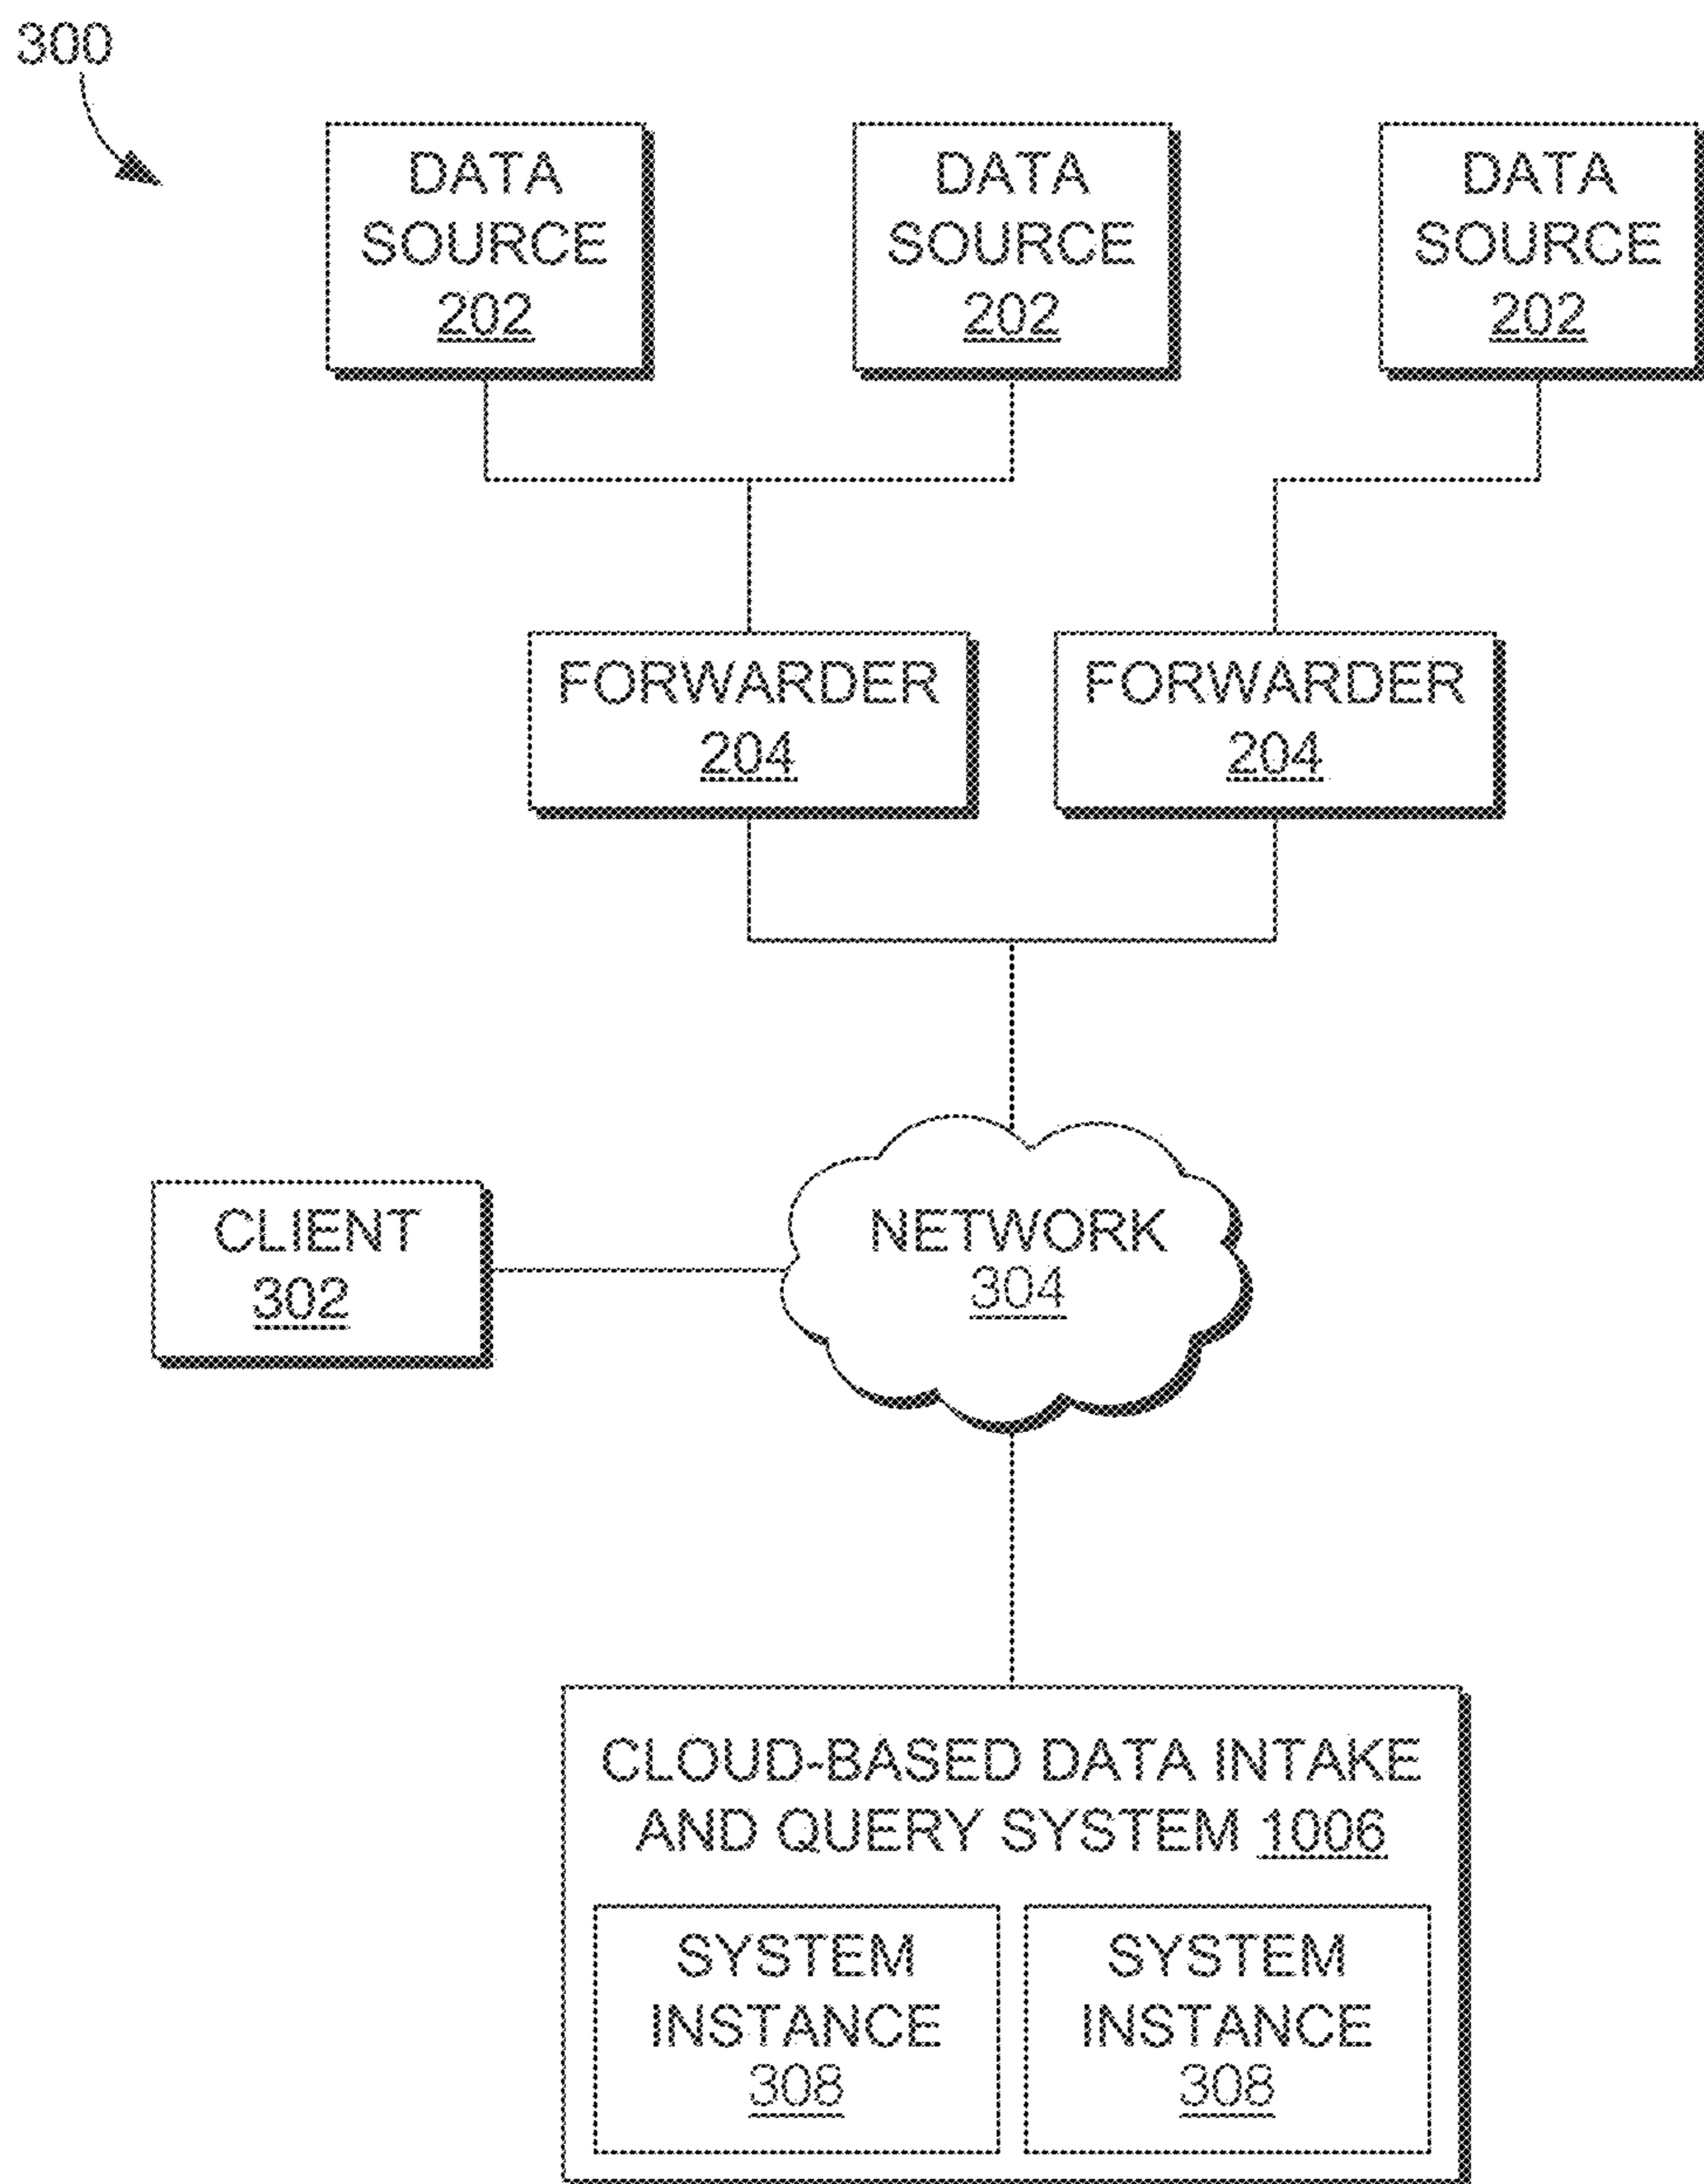 300
DATA
SOURCE
202
DATA
SOURCE
202
DATA
SOURCE
202
FORWARDER
204
FORWARDER
204
CLIENT
302
NETWORK
304
CLOUD-BASED DATA INTAKE
AND QUERY SYSTEM 1006
SYSTEM
INSTANCE
308
SYSTEM
INSTANCE
308